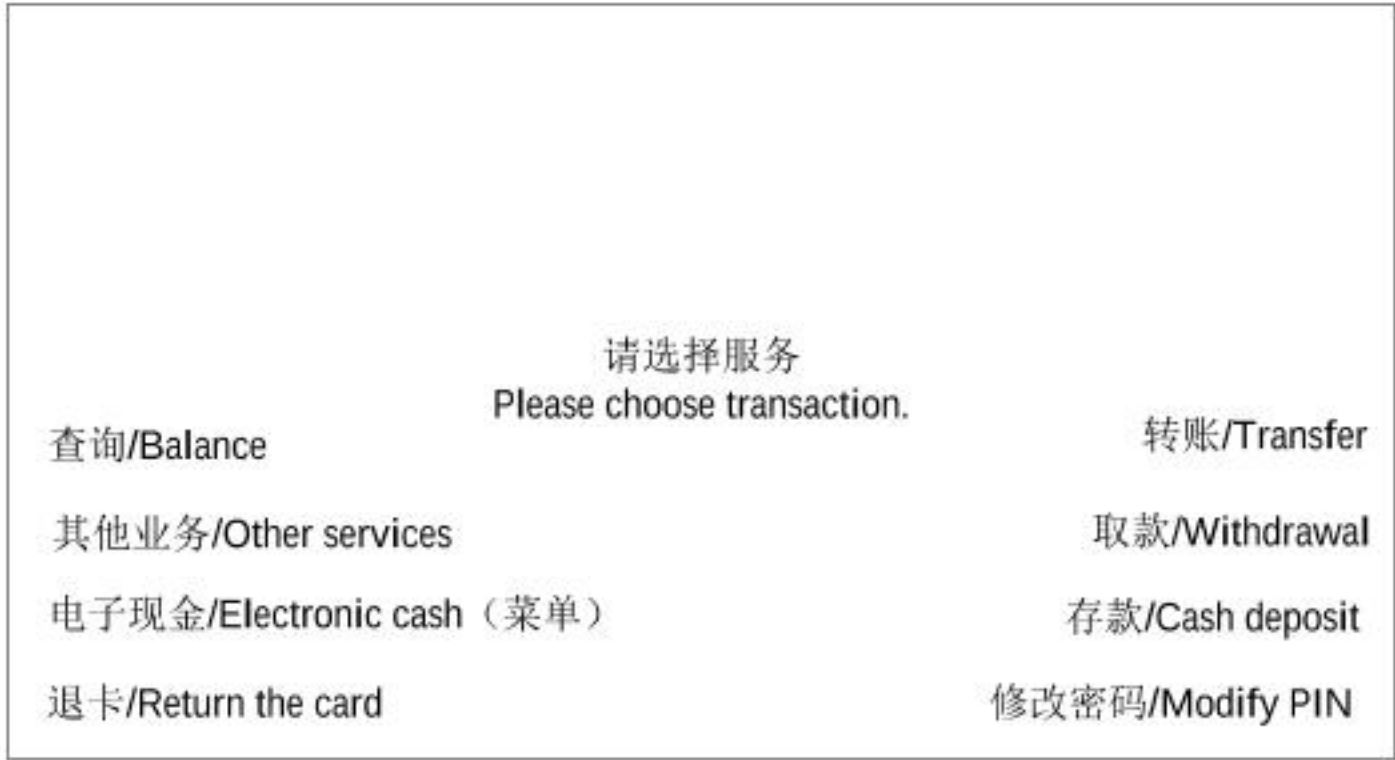 请选择服务
Please choose transaction.
查询/Balance
转账/Transfer
其他业务/Other services
取款/Withdrawal
电子现金/Electronic cash（菜单）
存款/Cash deposit
退卡/Return the card
修改密码/Modify PIN